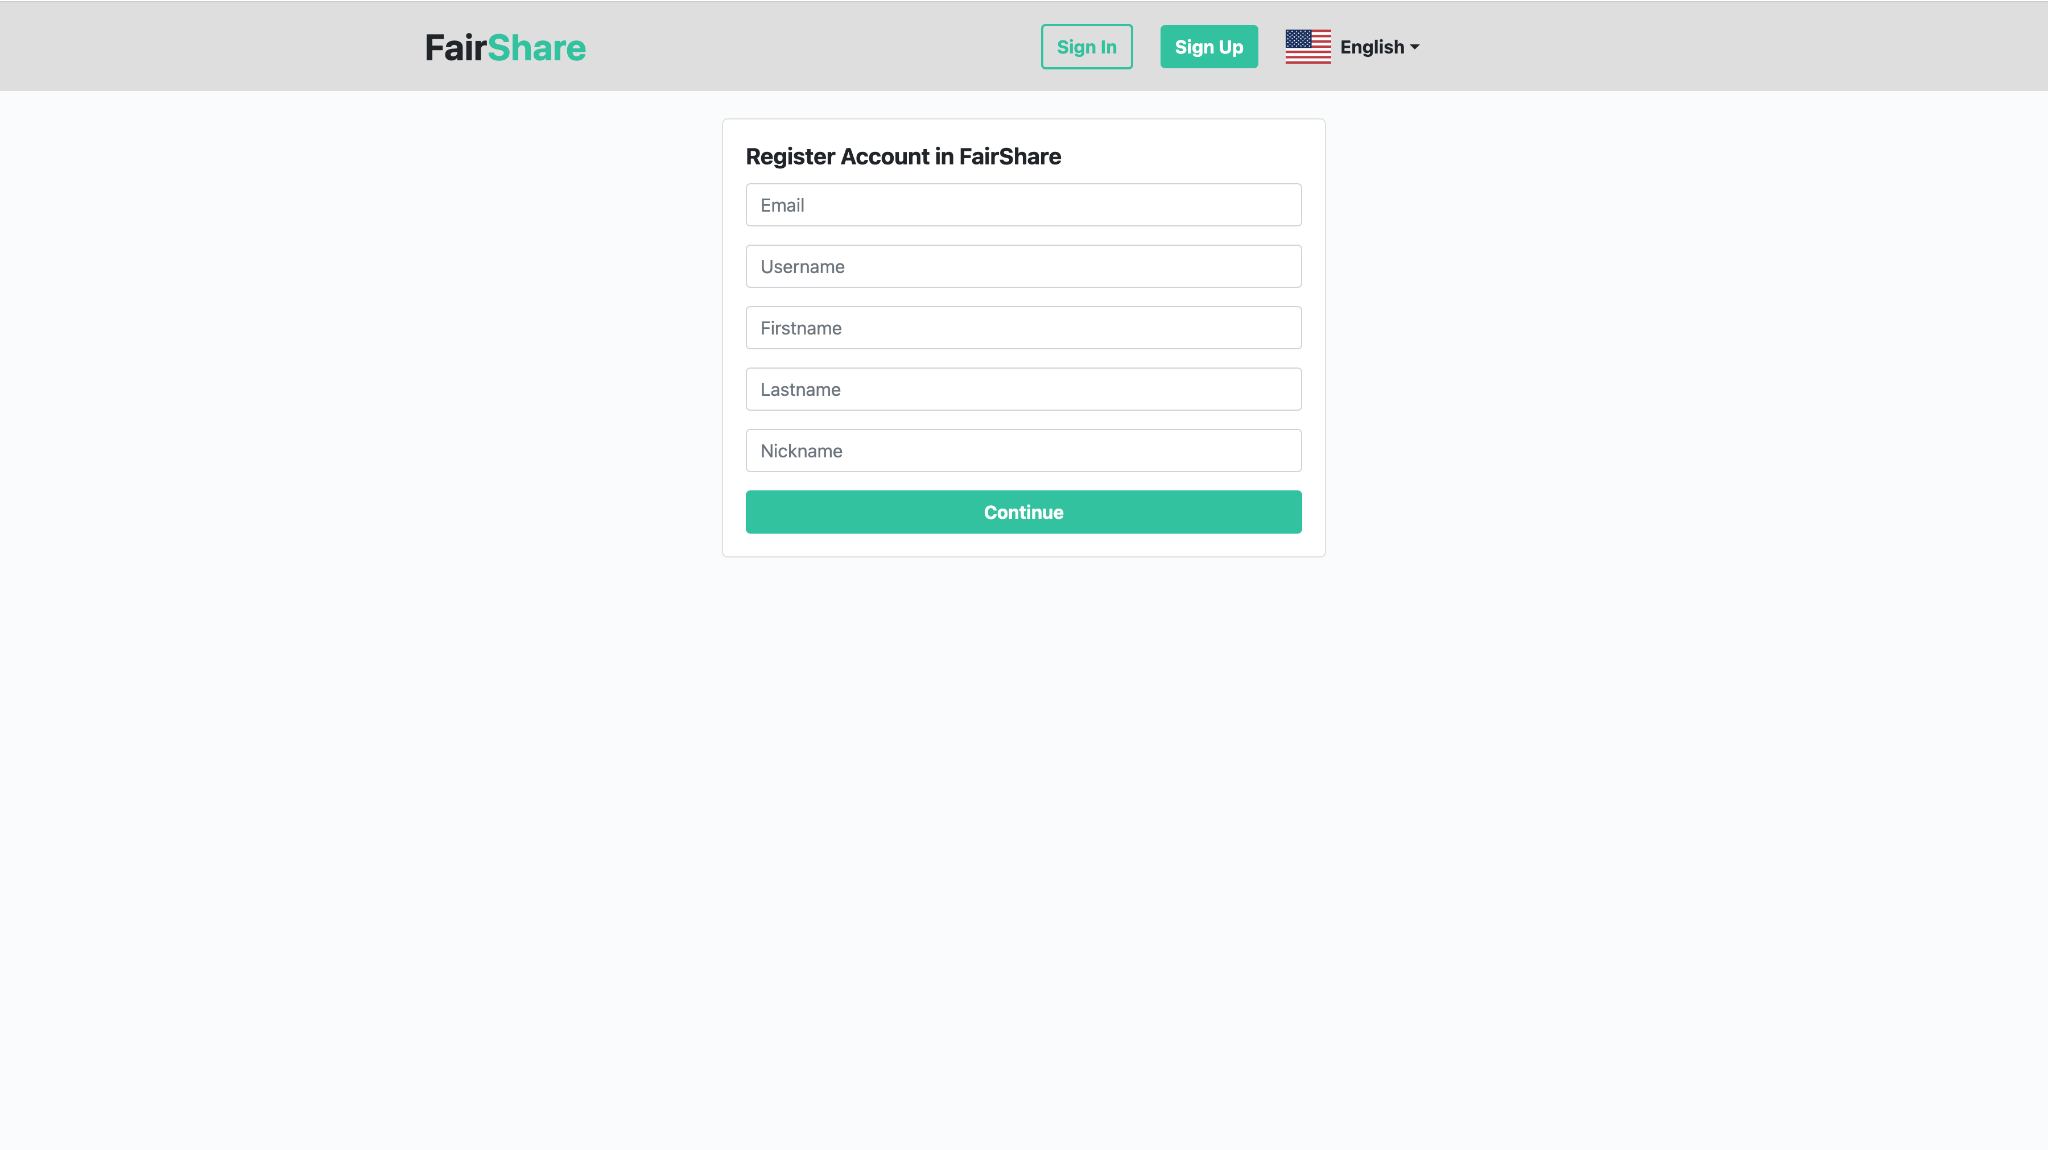 FairShare
Sign In
Sign Up
English
Register Account in FairShare
Email
Username
Firstname
Lastname
Nickname
Continue